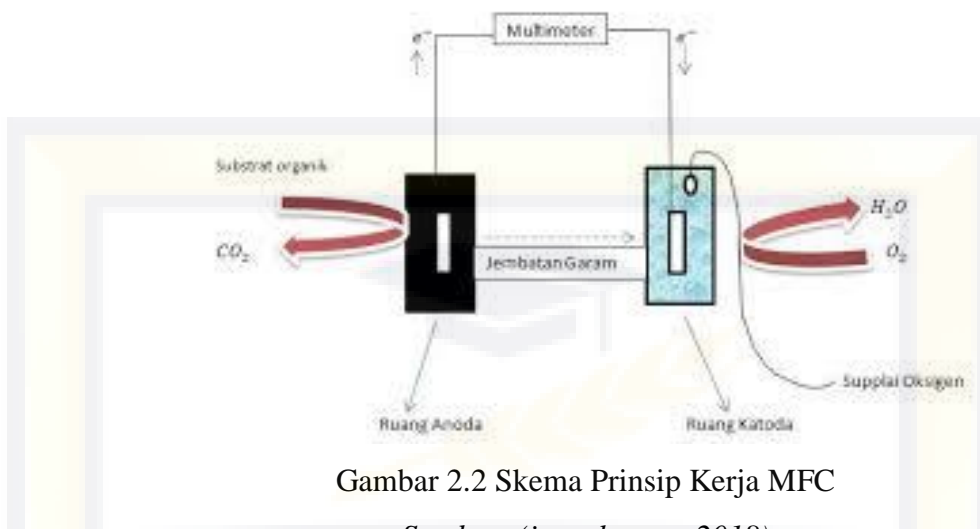 Multimeter
e⁻
e⁻
Substrat organik
CO₂
H₂O
O₂
Jembatan Garam
Supplai Oksigen
Ruang Anoda
Ruang Katoda
Gambar 2.2 Skema Prinsip Kerja MFC